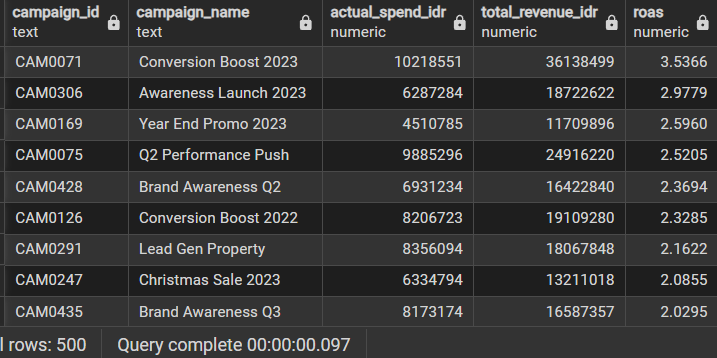 campaign_id campaign_name actual_spend_idr total_revenue_idr roas
text text numeric numeric numeric
CAM0071 Conversion Boost 2023 10218551 36138499 3.5366
CAM0306 Awareness Launch 2023 6287284 18722622 2.9779
CAM0169 Year End Promo 2023 4510785 11709896 2.5960
CAM0075 Q2 Performance Push 9885296 24916220 2.5205
CAM0428 Brand Awareness Q2 6931234 16422840 2.3694
CAM0126 Conversion Boost 2022 8206723 19109280 2.3285
CAM0291 Lead Gen Property 8356094 18067848 2.1622
CAM0247 Christmas Sale 2023 6334794 13211018 2.0855
CAM0435 Brand Awareness Q3 8173174 16587357 2.0295
l rows: 500 Query complete 00:00:00.097